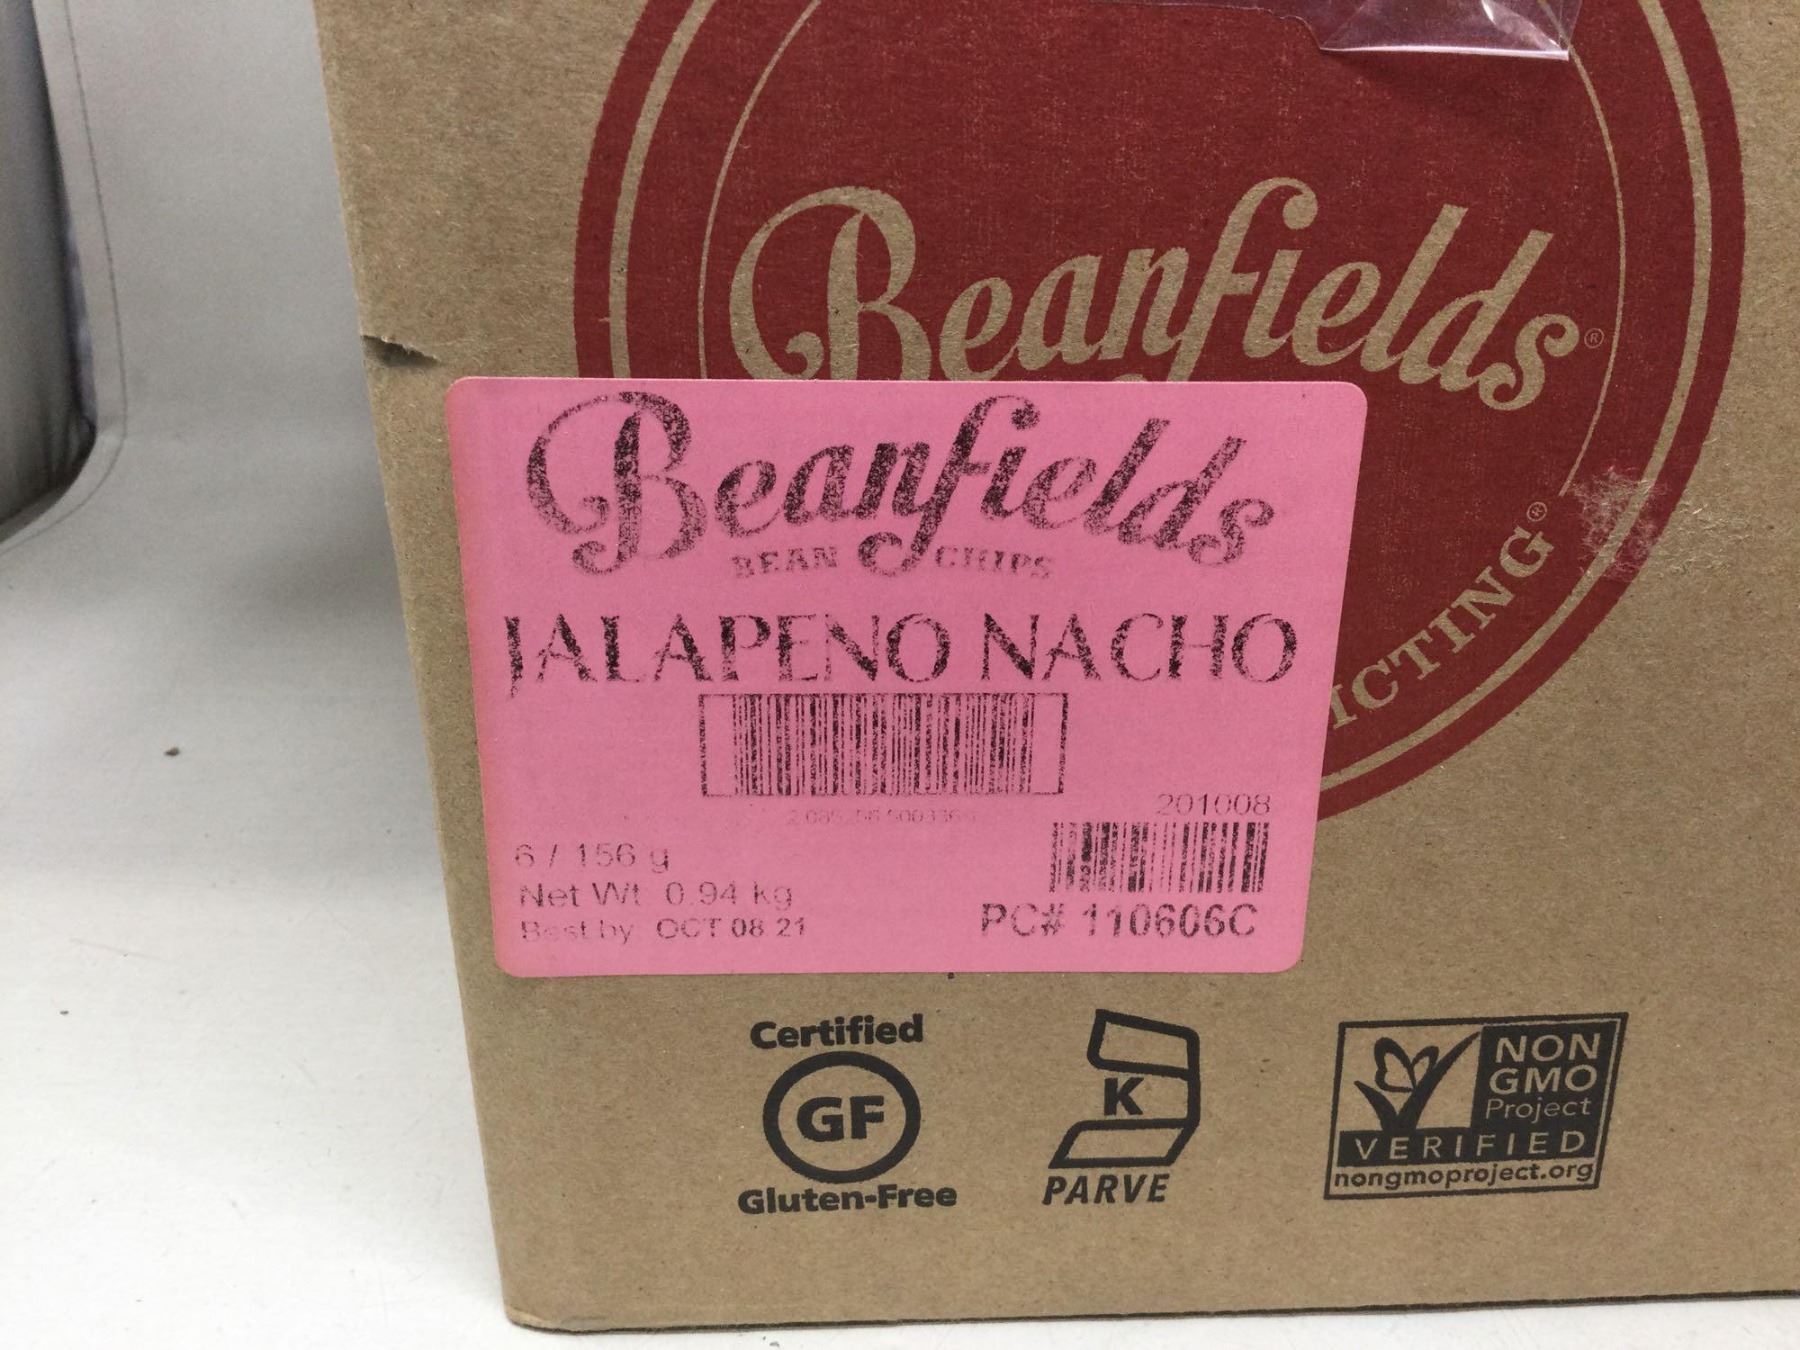 Beanfields®
Beanfields
BEAN CHIPS
JALAPENO NACHO
201008
6 / 156 g
Net Wt 0.94 kg
Best by OCT 08 21
PC# 110606C
Certified
GF
Gluten-Free
K
PARVE
NON
GMO
Project
VERIFIED
nongmoproject.org